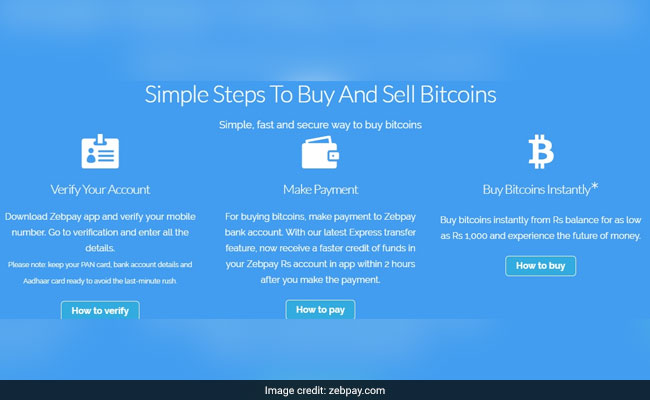 Simple Steps To Buy And Sell Bitcoins
Simple, fast and secure way to buy bitcoins
Verify Your Account
Download Zebpay app and verify your mobile
number. Go to verification and enter all the
details.
Please note: keep your PAN card, bank account details and
Aadhaar card ready to avoid the last-minute rush.
How to verify
Make Payment
For buying bitcoins, make payment to Zebpay
bank account. With our latest Express transfer
feature, now receive a faster credit of funds in
your Zebpay Rs account in app within 2 hours
after you make the payment.
How to pay
Buy Bitcoins Instantly*
Buy bitcoins instantly from Rs balance for as low
as Rs 1,000 and experience the future of money.
How to buy
Image credit: zebpay.com